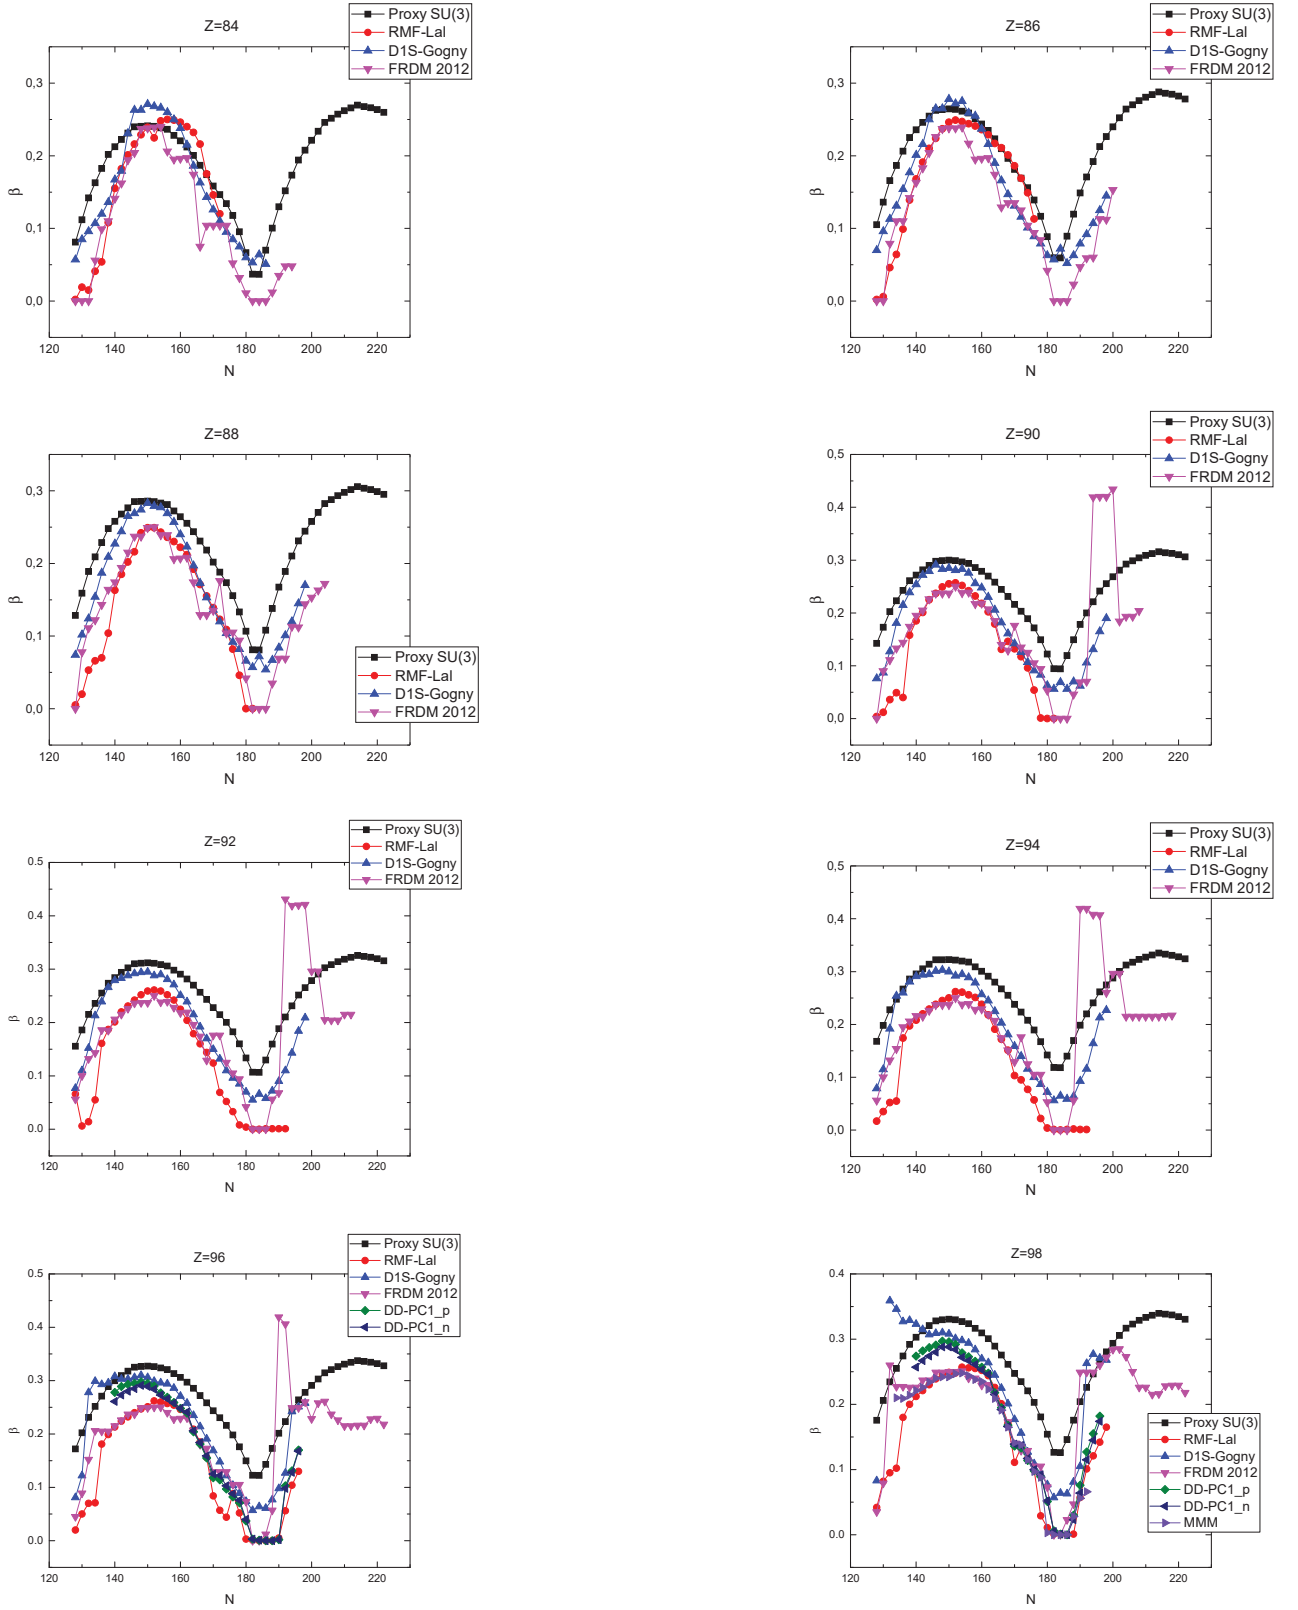 Z=84
Proxy SU(3)
RMF-Lal
D1S-Gogny
FRDM 2012
0,3
0,2
0,1
0,0
β
120 140 160 180 200 220
N
Z=86
Proxy SU(3)
RMF-Lal
D1S-Gogny
FRDM 2012
0,3
0,2
0,1
0,0
β
120 140 160 180 200 220
N
Z=88
0,3
0,2
0,1
0,0
β
Proxy SU(3)
RMF-Lal
D1S-Gogny
FRDM 2012
120 140 160 180 200 220
N
Z=90
Proxy SU(3)
RMF-Lal
D1S-Gogny
FRDM 2012
0,5
0,4
0,3
0,2
0,1
0,0
β
120 140 160 180 200 220
N
Z=92
Proxy SU(3)
RMF-Lal
D1S-Gogny
FRDM 2012
0.5
0.4
0.3
0.2
0.1
0.0
β
120 140 160 180 200 220
N
Z=94
Proxy SU(3)
RMF-Lal
D1S-Gogny
FRDM 2012
0,5
0,4
0,3
0,2
0,1
0,0
β
120 140 160 180 200 220
N
Z=96
Proxy SU(3)
RMF-Lal
D1S-Gogny
FRDM 2012
DD-PC1_p
DD-PC1_n
0.5
0.4
0.3
0.2
0.1
0.0
β
120 140 160 180 200 220
N
Z=98
0.4
0.3
0.2
0.1
0.0
β
Proxy SU(3)
RMF-Lal
D1S-Gogny
FRDM 2012
DD-PC1_p
DD-PC1_n
MMM
120 140 160 180 200 220
N